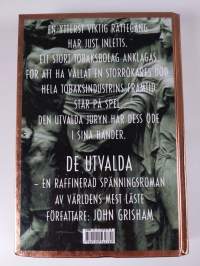 EN YTTERST VIKTIG RÄTTEGÅNG
HAR JUST INLETTS.
ETT STORT TOBAKSBOLAG ANKLAGAS
FÖR ATT HA VÅLLAT EN STORRÖKARES DÖD.
HELA TOBAKSINDUSTRINS FRAMTID
STÅR PÅ SPEL.
DEN UTVALDA JURYN HAR DESS ÖDE
I SINA HÄNDER.
DE UTVALDA
– EN RAFFINERAD SPÄNNINGSROMAN
AV VÄRLDENS MEST LÄSTE
FÖRFATTARE: JOHN GRISHAM